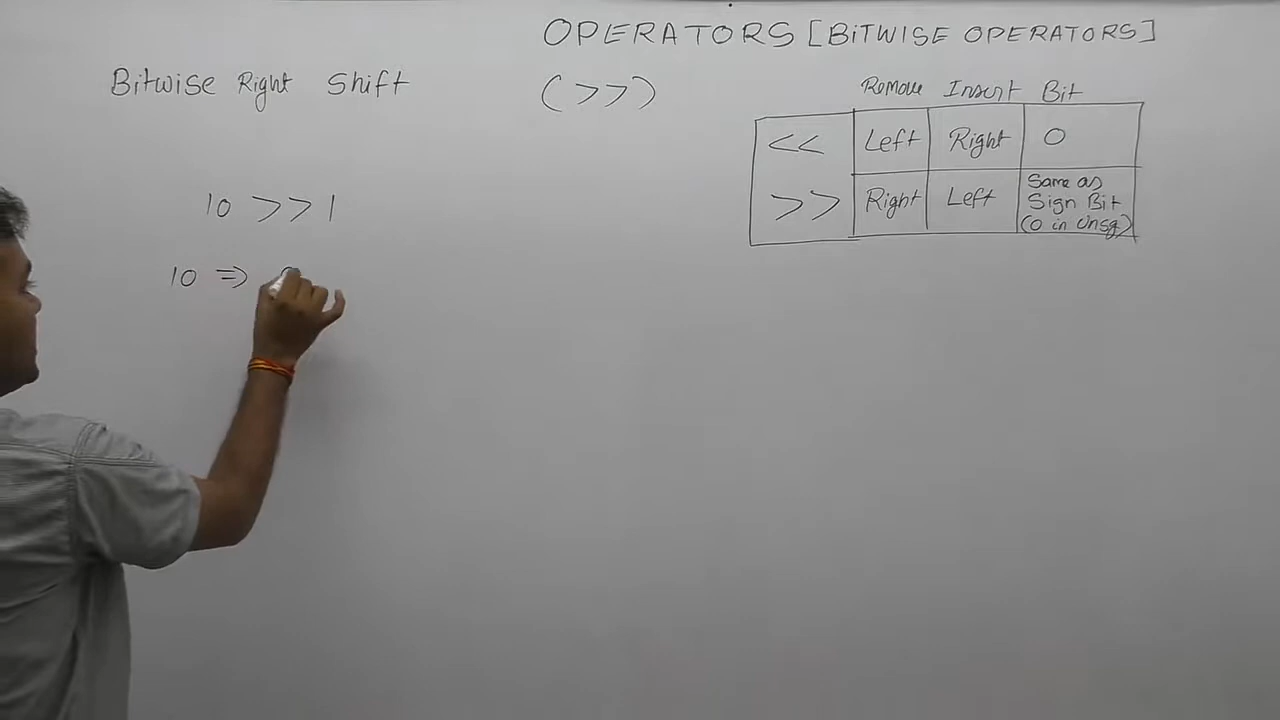 OPERATORS [BITWISE OPERATORS]
Bitwise Right Shift (>>)
Remove Insert Bit
<< Left Right 0
>> Right Left Same as Sign Bit (0 in Unsg)
10 >> 1
10 ⇒